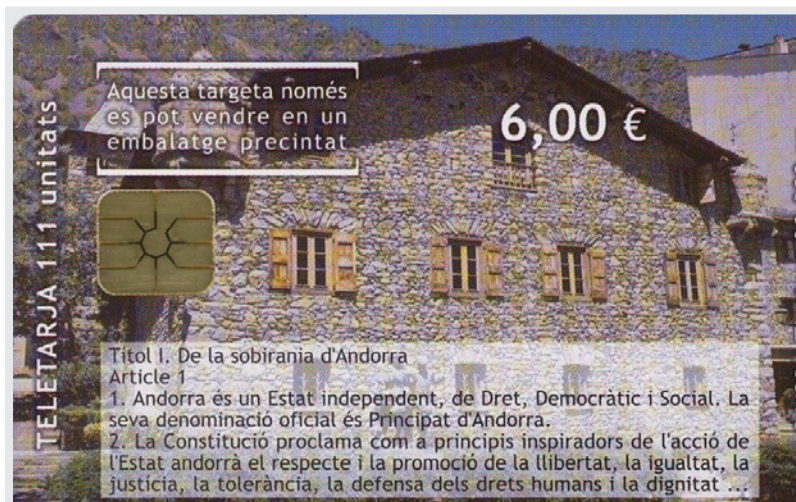 Aquesta targeta només
es pot vendre en un
embalatge precintat
6,00 €
TELETARJA 111 unitats
Títol I. De la sobirania d'Andorra
Article 1
1. Andorra és un Estat independent, de Dret, Democràtic i Social. La
seva denominació oficial és Principat d'Andorra.
2. La Constitució proclama com a principis inspiradors de l'acció de
l'Estat andorrà el respecte i la promoció de la llibertat, la igualtat, la
justícia, la tolerància, la defensa dels drets humans i la dignitat ...